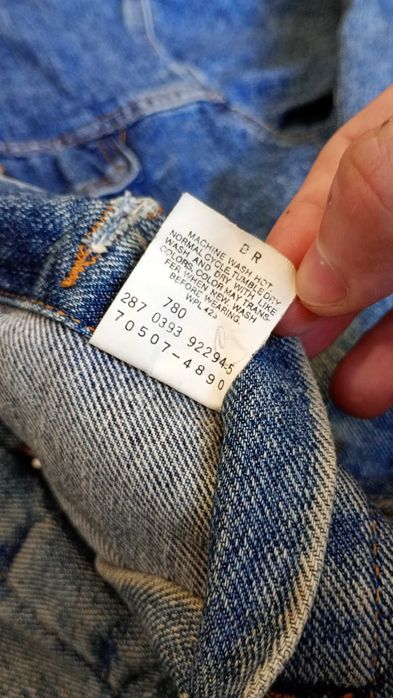 B R
MACHINE WASH HOT.
NORMAL CYCLE. TUMBLE DRY
WASH AND DRY WITH LIKE
COLORS. COLOR MAY TRANS-
FER WHEN NEW. WASH
BEFORE WEARING.
WPL 423
780
287 0393 92294-5
70507-4890